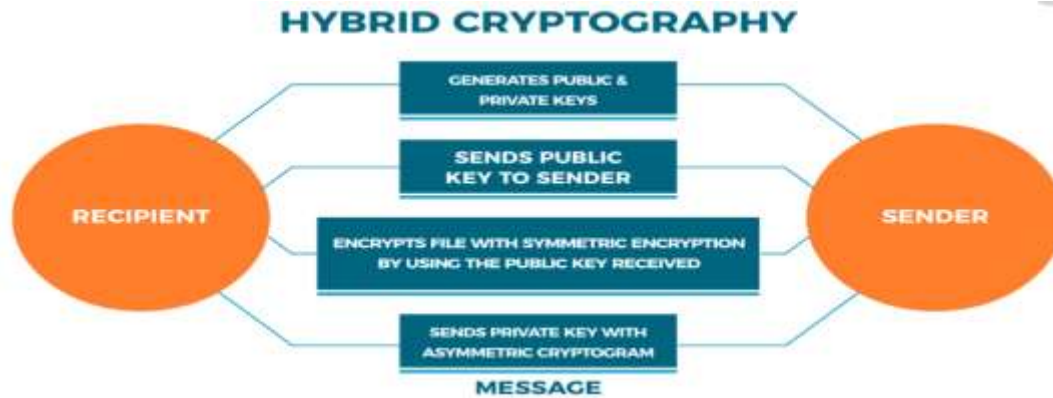 HYBRID CRYPTOGRAPHY
GENERATES PUBLIC &
PRIVATE KEYS
SENDS PUBLIC
KEY TO SENDER
RECIPIENT
SENDER
ENCRYPTS FILE WITH SYMMETRIC ENCRYPTION
BY USING THE PUBLIC KEY RECEIVED
SENDS PRIVATE KEY WITH
ASYMMETRIC CRYPTOGRAM
MESSAGE